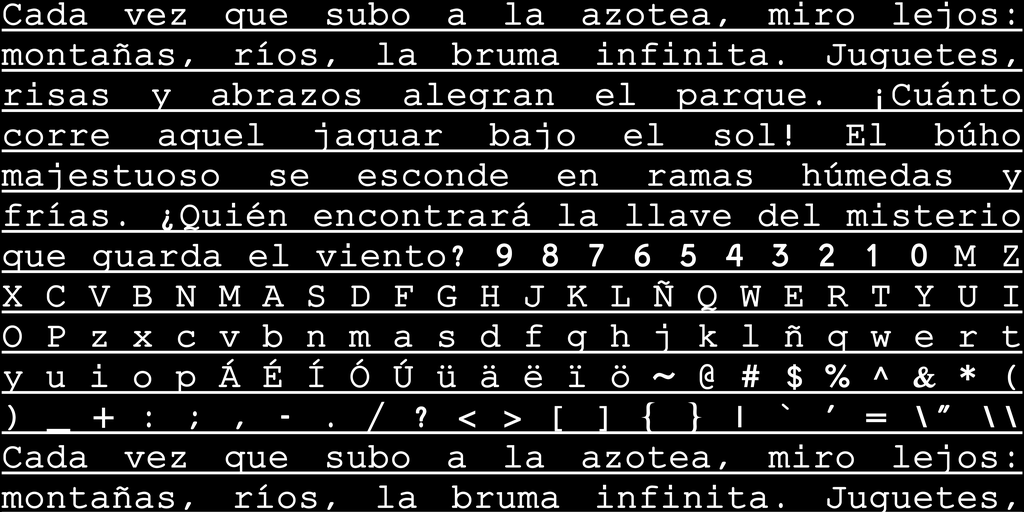 Cada vez que subo a la azotea, miro lejos:
montañas, ríos, la bruma infinita. Juguetes,
risas y abrazos alegran el parque. ¡Cuánto
corre aquel jaguar bajo el sol! El búho
majestuoso se esconde en ramas húmedas y
frías. ¿Quién encontrará la llave del misterio
que guarda el viento? 9 8 7 6 5 4 3 2 1 0 M Z
X C V B N M A S D F G H J K L Ñ Q W E R T Y U I
O P z x c v b n m a s d f g h j k l ñ q w e r t
y u i o p Á É Í Ó Ú ü ä ë ï ö ~ @ # $ % ^ & * (
) _ + : ; , - . / ? < > [ ] { } | ` ′ = \" \\
Cada vez que subo a la azotea, miro lejos:
montañas, ríos, la bruma infinita. Juguetes,